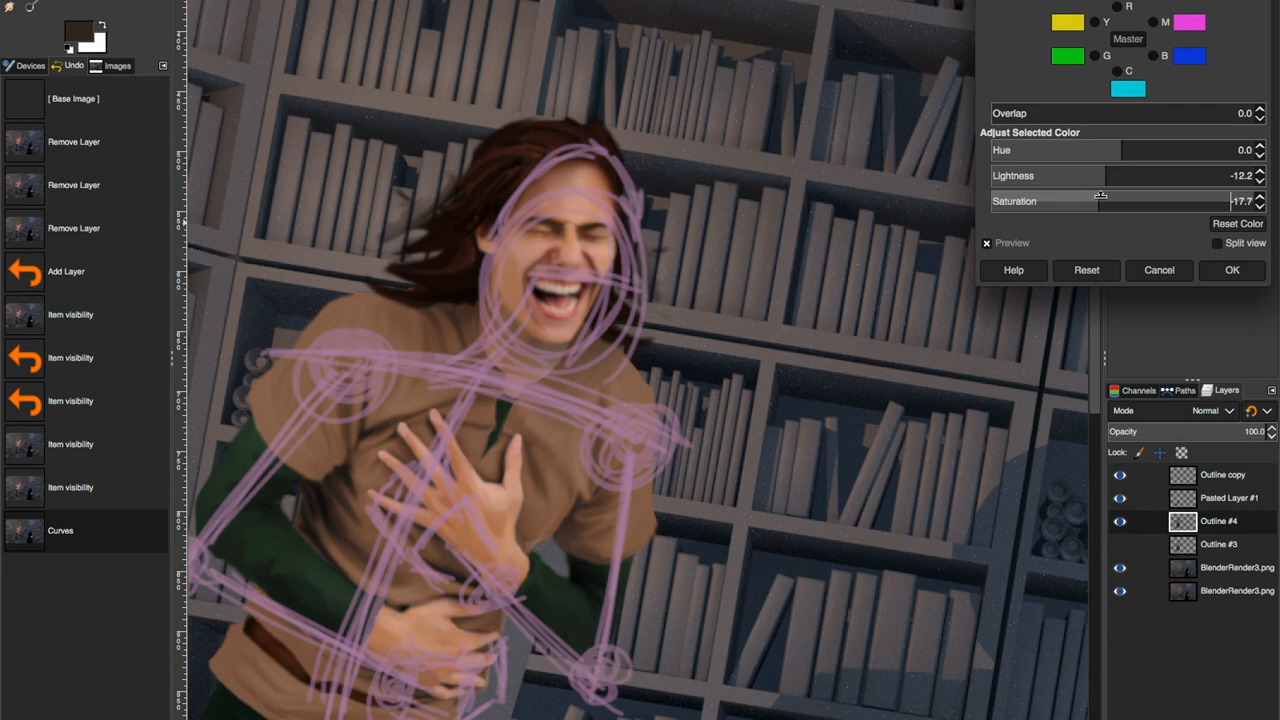 R
Y
M
Master
G
B
C
Overlap 0.0
Adjust Selected Color
Hue 0.0
Lightness -12.2
Saturation -17.7
Reset Color
Preview
Split view
Help
Reset
Cancel
OK
Devices
Undo
Images
[ Base Image ]
Remove Layer
Remove Layer
Remove Layer
Add Layer
Item visibility
Item visibility
Item visibility
Item visibility
Item visibility
Curves
Channels
Paths
Layers
Mode Normal
Opacity 100.0
Lock:
Outline copy
Pasted Layer #1
Outline #4
Outline #3
BlenderRender3.png
BlenderRender3.png